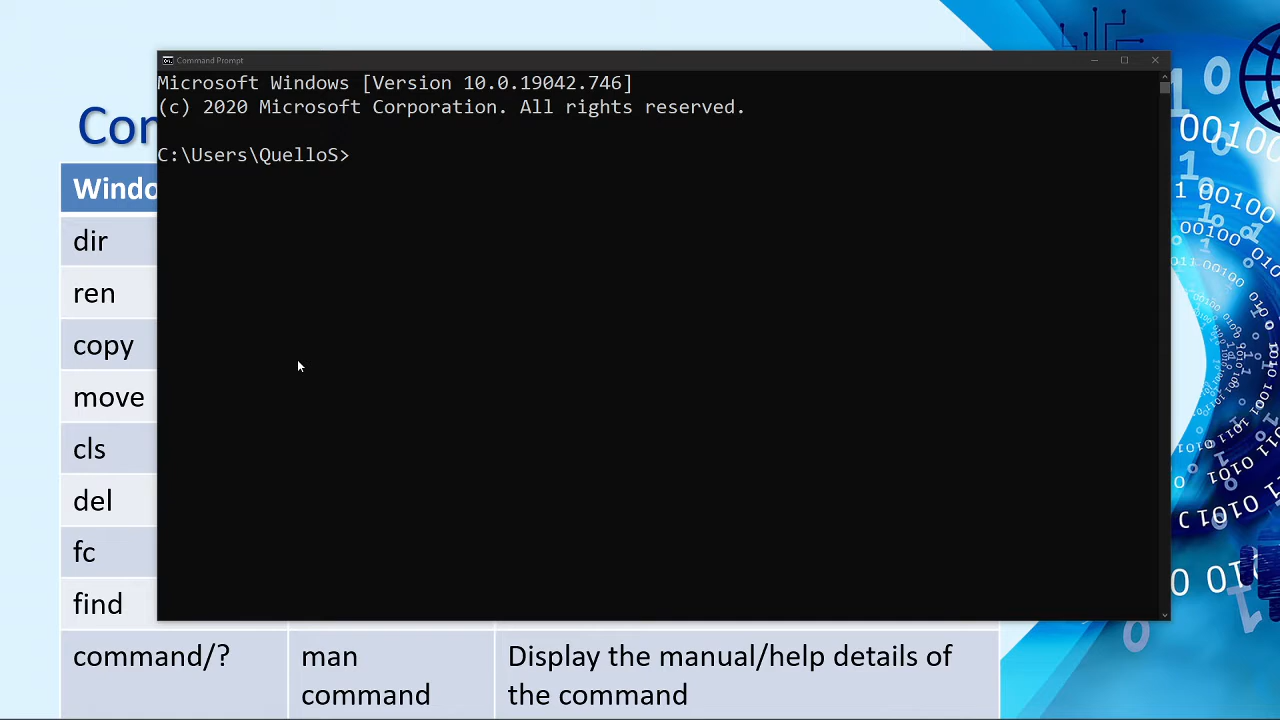 Command Prompt
Microsoft Windows [Version 10.0.19042.746]
(c) 2020 Microsoft Corporation. All rights reserved.
C:\Users\QuelloS>
Con
Windo
dir
ren
copy
move
cls
del
fc
find
command/?
man
command
Display the manual/help details of
the command